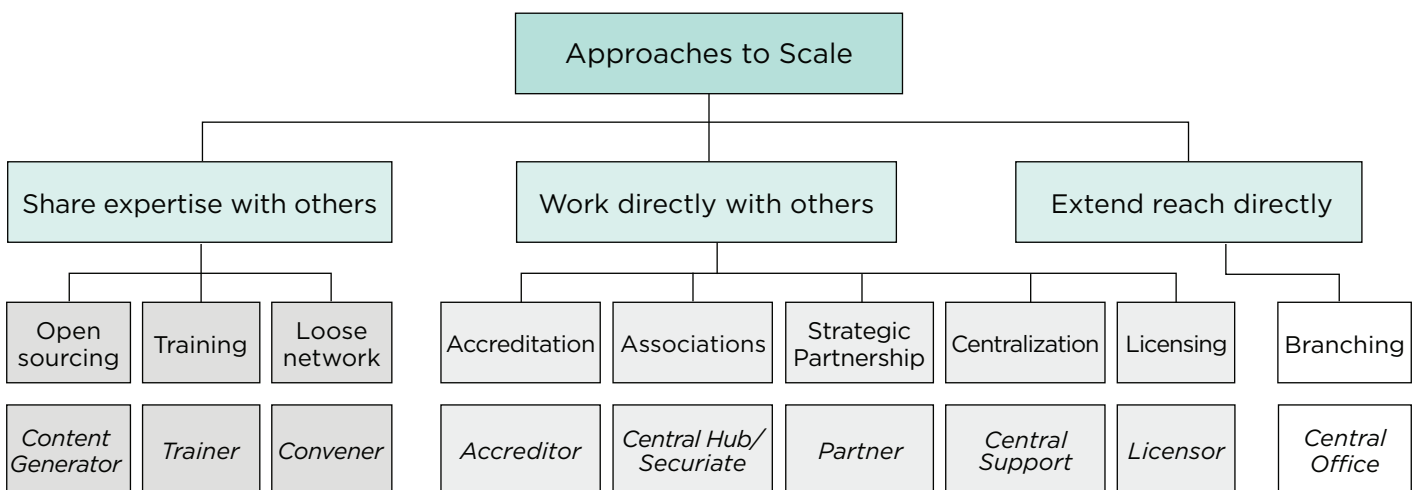 Approaches to Scale
Share expertise with others
Work directly with others
Extend reach directly
Open
sourcing
Training
Loose
network
Accreditation
Associations
Strategic
Partnership
Centralization
Licensing
Branching
Content
Generator
Trainer
Convener
Accreditor
Central Hub/
Securiate
Partner
Central
Support
Licensor
Central
Office